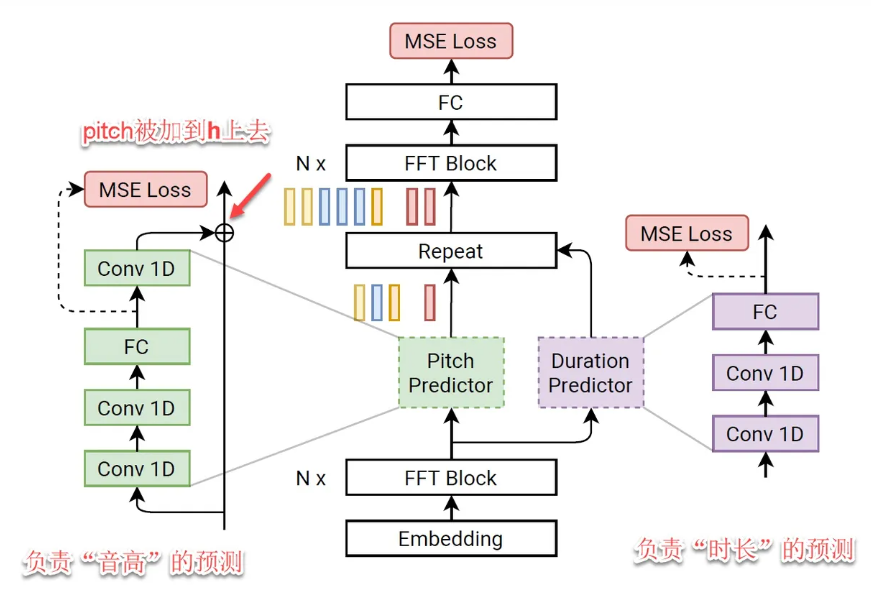 MSE Loss
FC
pitch被加到h上去
N x
FFT Block
MSE Loss
MSE Loss
Repeat
Conv 1D
FC
FC
Pitch
Predictor
Duration
Predictor
Conv 1D
Conv 1D
Conv 1D
Conv 1D
N x
FFT Block
Embedding
负责“音高”的预测
负责“时长”的预测